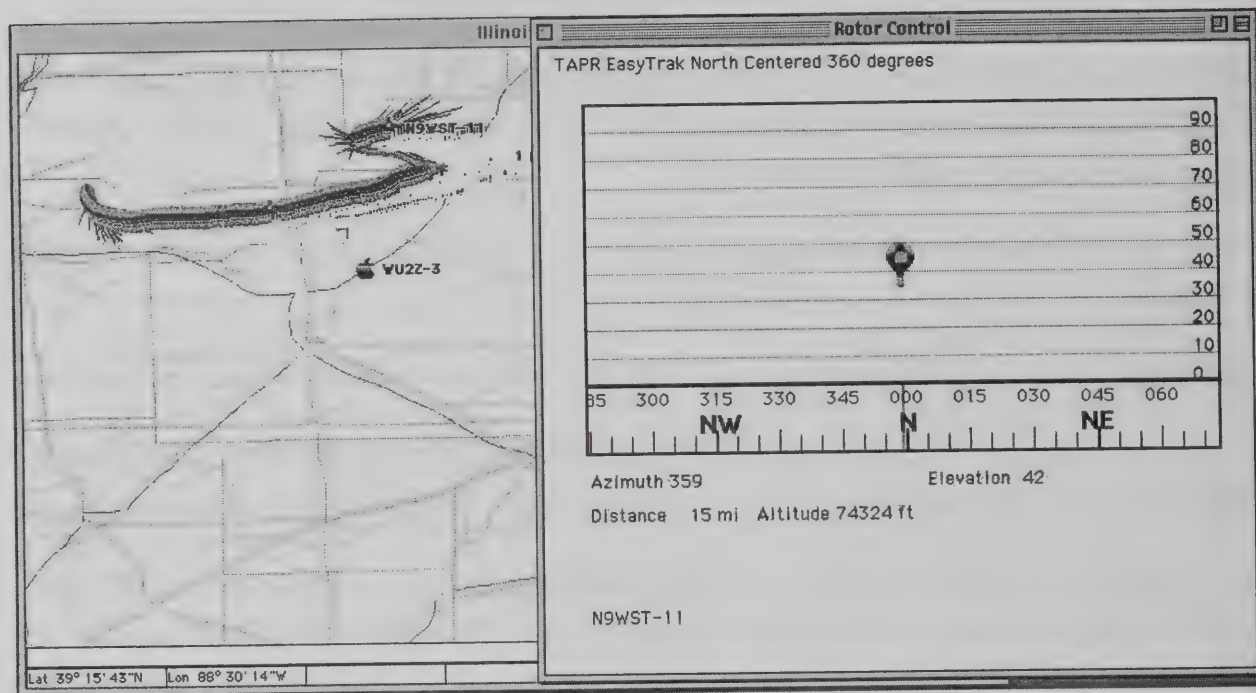 Illinoi
N9WST-11
1
WU2Z-3
Lat 39° 15' 43"N Lon 88° 30' 14"W
Rotor Control
TAPR EasyTrak North Centered 360 degrees
90
80
70
60
50
40
30
20
10
0
85 300 315 330 345 000 015 030 045 060
NW N NE
Azimuth 359 Elevation 42
Distance 15 mi Altitude 74324 ft
N9WST-11